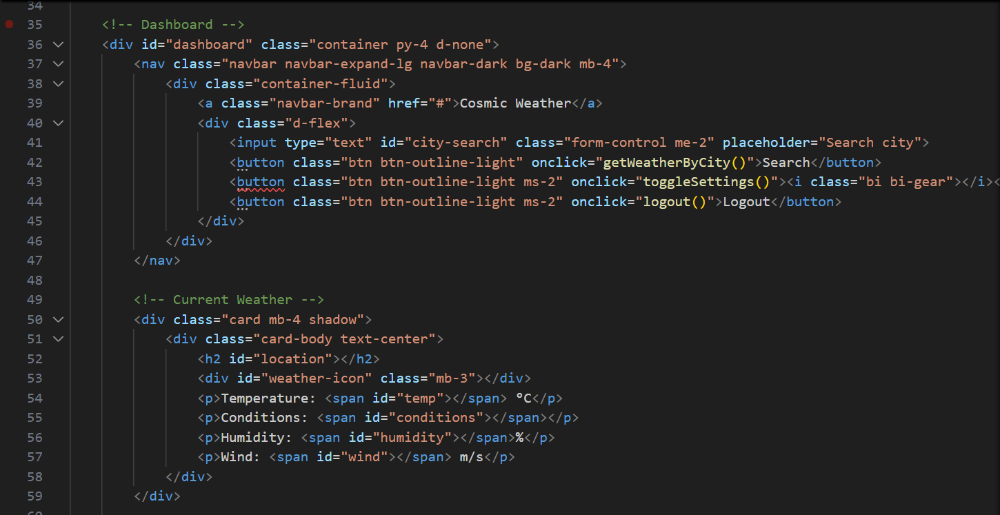 34
35 <!-- Dashboard -->
36 <div id="dashboard" class="container py-4 d-none">
37 <nav class="navbar navbar-expand-lg navbar-dark bg-dark mb-4">
38 <div class="container-fluid">
39 <a class="navbar-brand" href="#">Cosmic Weather</a>
40 <div class="d-flex">
41 <input type="text" id="city-search" class="form-control me-2" placeholder="Search city">
42 <button class="btn btn-outline-light" onclick="getWeatherByCity()">Search</button>
43 <button class="btn btn-outline-light ms-2" onclick="toggleSettings()"><i class="bi bi-gear"></i><
44 <button class="btn btn-outline-light ms-2" onclick="logout()">Logout</button>
45 </div>
46 </div>
47 </nav>
48
49 <!-- Current Weather -->
50 <div class="card mb-4 shadow">
51 <div class="card-body text-center">
52 <h2 id="location"></h2>
53 <div id="weather-icon" class="mb-3"></div>
54 <p>Temperature: <span id="temp"></span> °C</p>
55 <p>Conditions: <span id="conditions"></span></p>
56 <p>Humidity: <span id="humidity"></span>%</p>
57 <p>Wind: <span id="wind"></span> m/s</p>
58 </div>
59 </div>